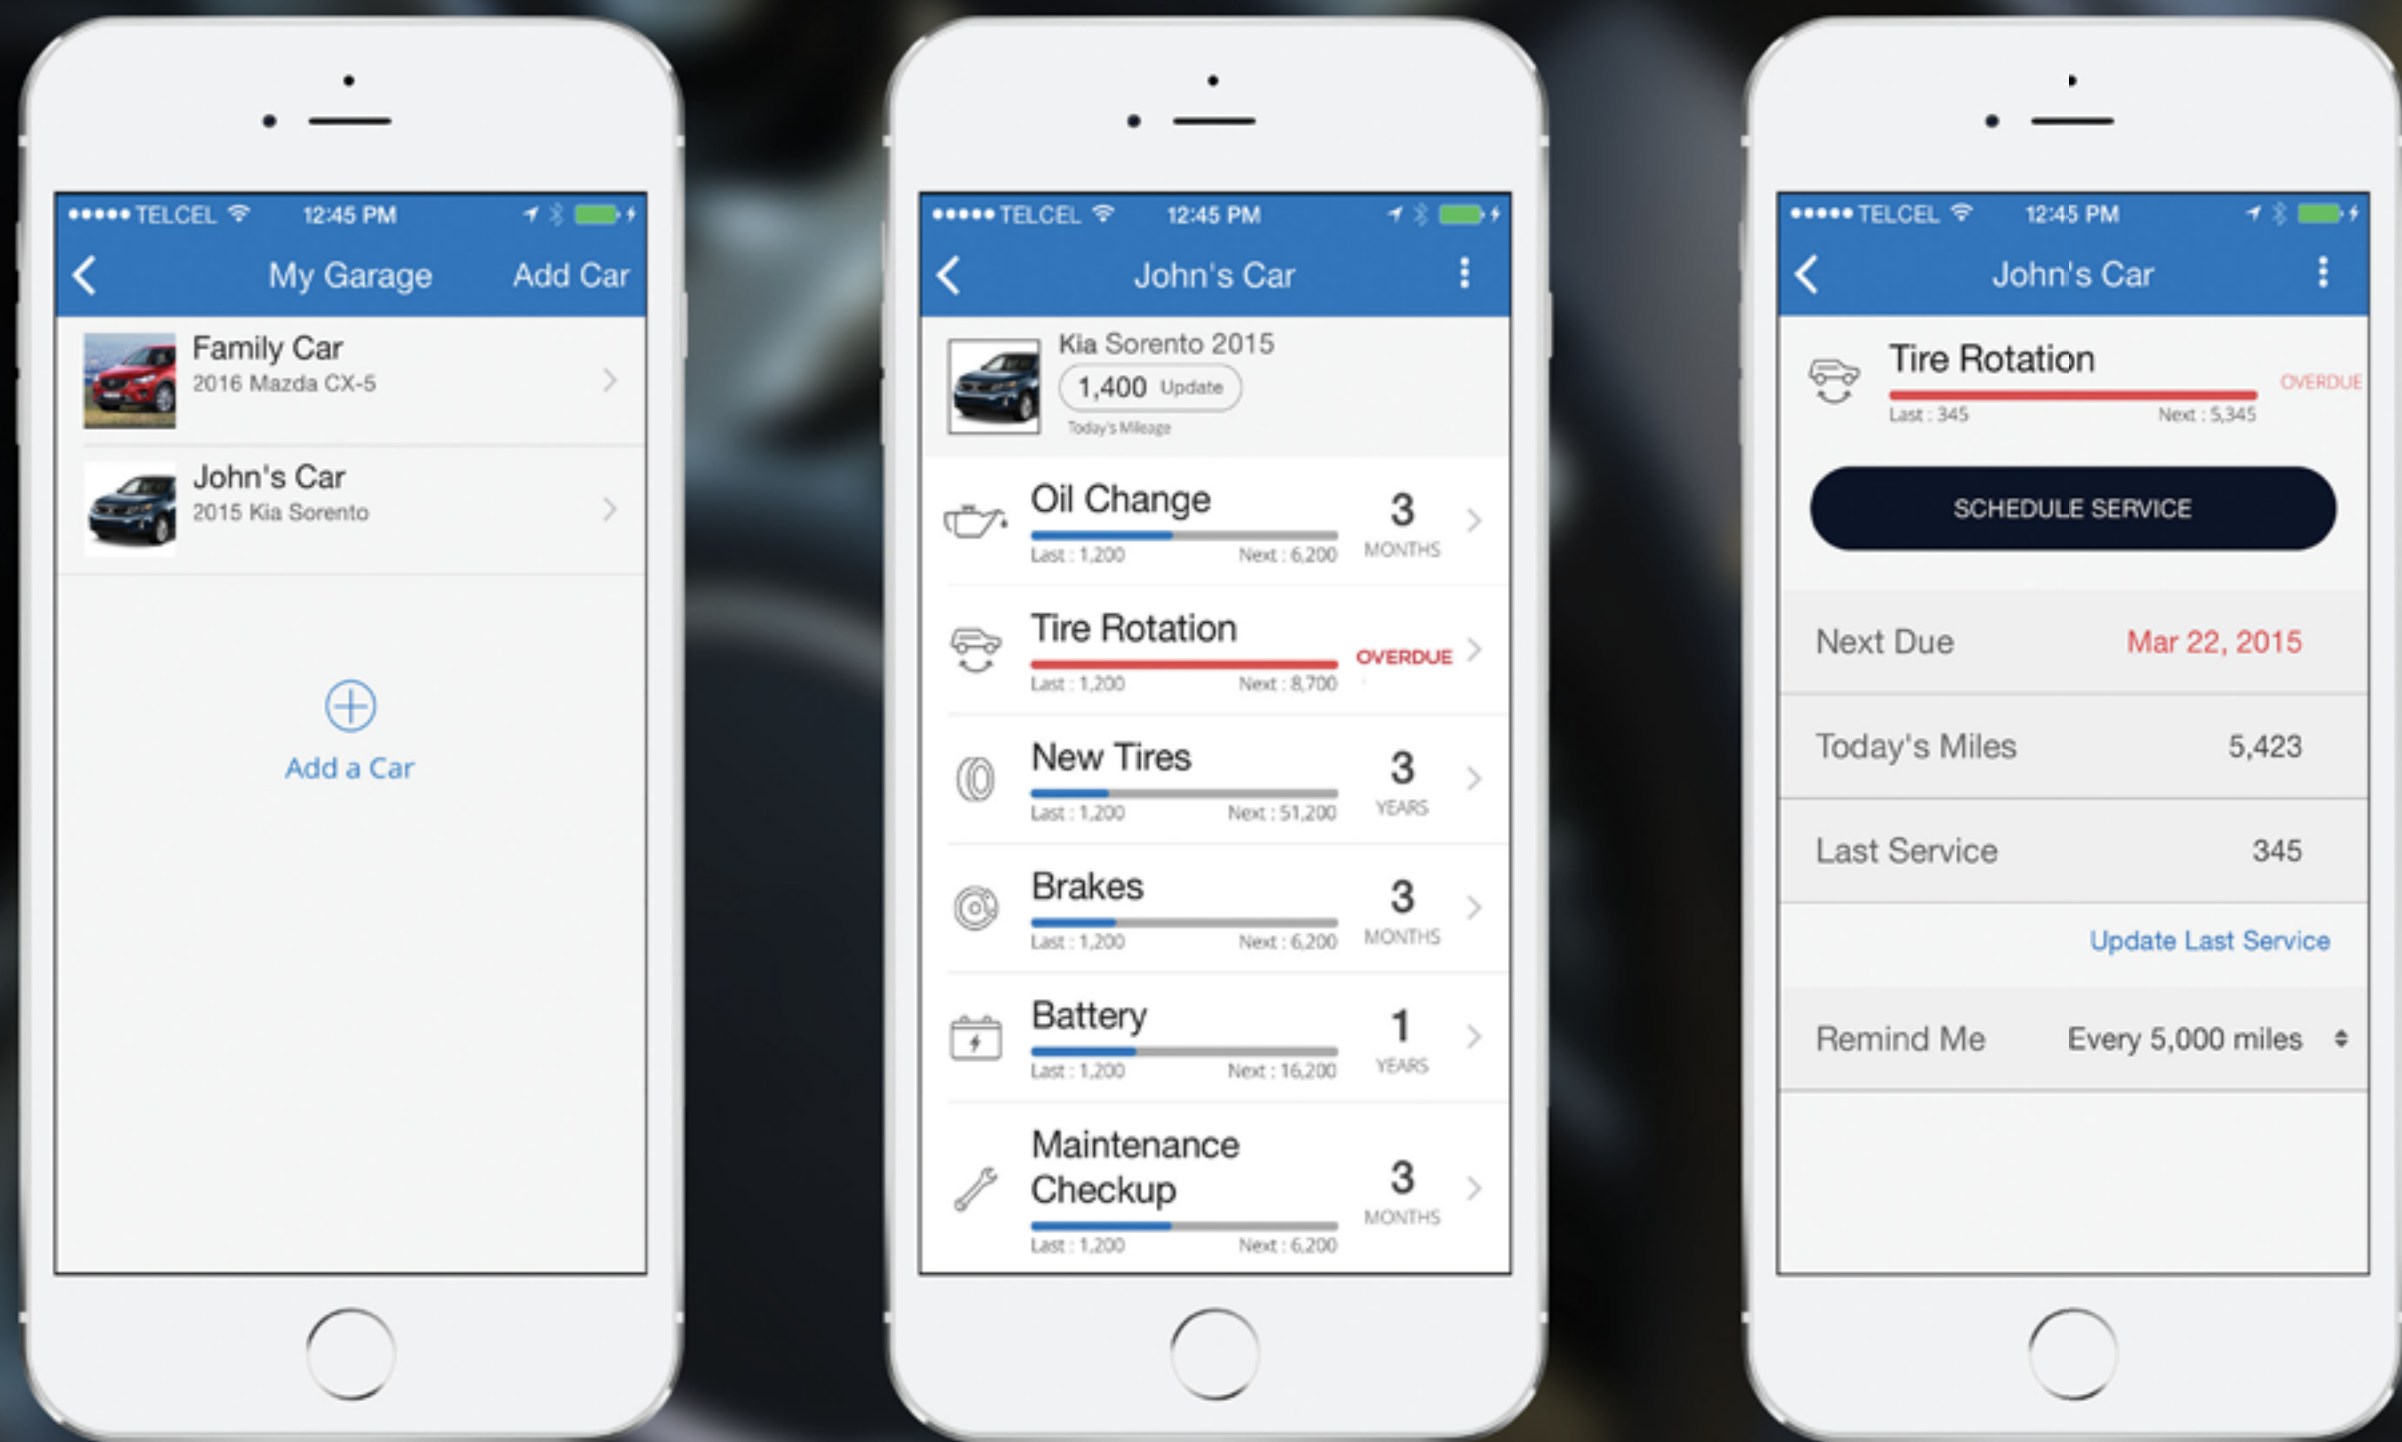 TELCEL 12:45 PM
My Garage Add Car
Family Car
2016 Mazda CX-5
John's Car
2015 Kia Sorento
Add a Car
TELCEL 12:45 PM
John's Car
Kia Sorento 2015
1,400 Update
Today's Mileage
Oil Change
3
MONTHS
Last : 1,200 Next : 6,200
Tire Rotation
OVERDUE
Last : 1,200 Next : 8,700
New Tires
3
YEARS
Last : 1,200 Next : 51,200
Brakes
3
MONTHS
Last : 1,200 Next : 6,200
Battery
1
YEARS
Last : 1,200 Next : 16,200
Maintenance
Checkup
3
MONTHS
Last : 1,200 Next : 6,200
TELCEL 12:45 PM
John's Car
Tire Rotation
OVERDUE
Last : 345 Next : 5,345
SCHEDULE SERVICE
Next Due Mar 22, 2015
Today's Miles 5,423
Last Service 345
Update Last Service
Remind Me Every 5,000 miles